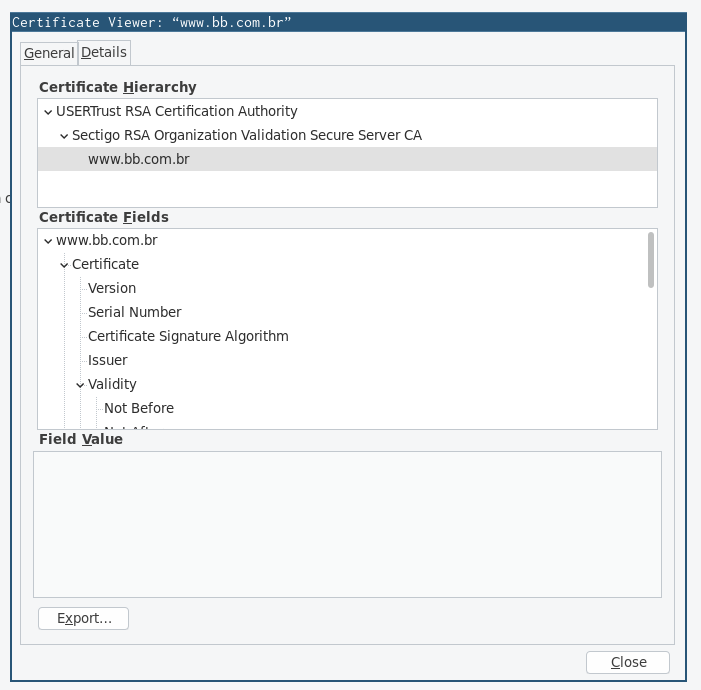 Certificate Viewer: “www.bb.com.br”
General Details
Certificate Hierarchy
USERTrust RSA Certification Authority
Sectigo RSA Organization Validation Secure Server CA
www.bb.com.br
Certificate Fields
www.bb.com.br
Certificate
Version
Serial Number
Certificate Signature Algorithm
Issuer
Validity
Not Before
Field Value
Export...
Close